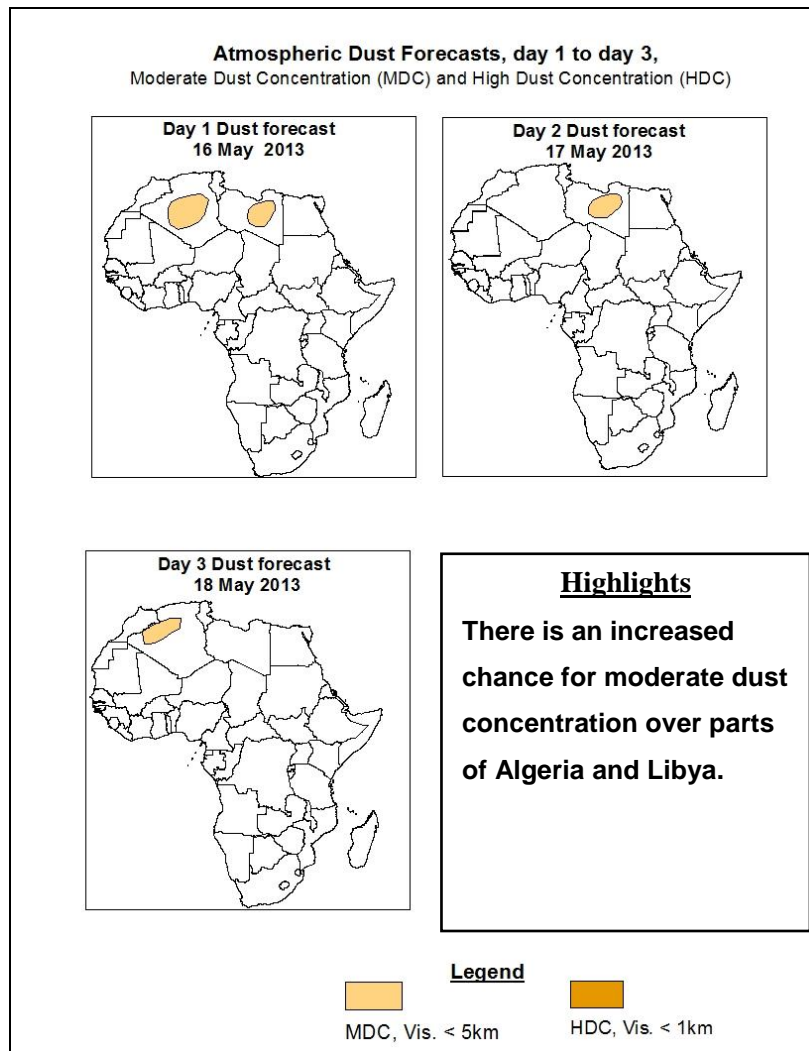 Atmospheric Dust Forecasts, day 1 to day 3,
Moderate Dust Concentration (MDC) and High Dust Concentration (HDC)
Day 1 Dust forecast
16 May 2013
Day 2 Dust forecast
17 May 2013
Day 3 Dust forecast
18 May 2013
Highlights
There is an increased
chance for moderate dust
concentration over parts
of Algeria and Libya.
Legend
MDC, Vis. < 5km
HDC, Vis. < 1km